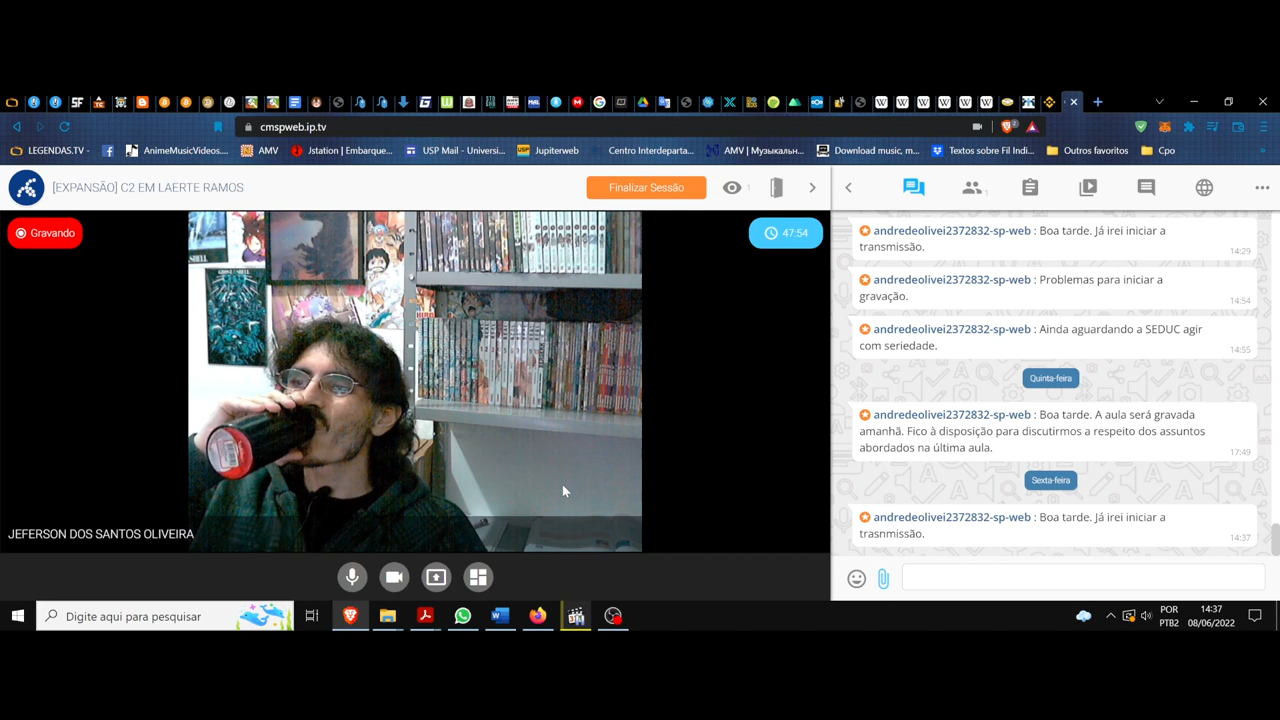 cmspweb.ip.tv
2
LEGENDAS.TV
AnimeMusicVideos....
AMV
Jstation | Embarque...
USP Mail - Universi...
Jupiterweb
Centro Interdeparta...
AMV | Музыкальн...
Download music, m...
Textos sobre Fil Indi...
Outros favoritos
Cpo
[EXPANSÃO] C2 EM LAERTE RAMOS
Finalizar Sessão
1
1
Gravando
47:54
JEFERSON DOS SANTOS OLIVEIRA
andredeolivei2372832-sp-web : Boa tarde. Já irei iniciar a
transmissão.
14:29
andredeolivei2372832-sp-web : Problemas para iniciar a
gravação.
14:54
andredeolivei2372832-sp-web : Ainda aguardando a SEDUC agir
com seriedade.
14:55
Quinta-feira
andredeolivei2372832-sp-web : Boa tarde. A aula será gravada
amanhã. Fico à disposição para discutirmos a respeito dos assuntos
abordados na última aula.
17:49
Sexta-feira
andredeolivei2372832-sp-web : Boa tarde. Já irei iniciar a
trasnmissão.
14:37
Digite aqui para pesquisar
POR
PTB2
14:37
08/06/2022